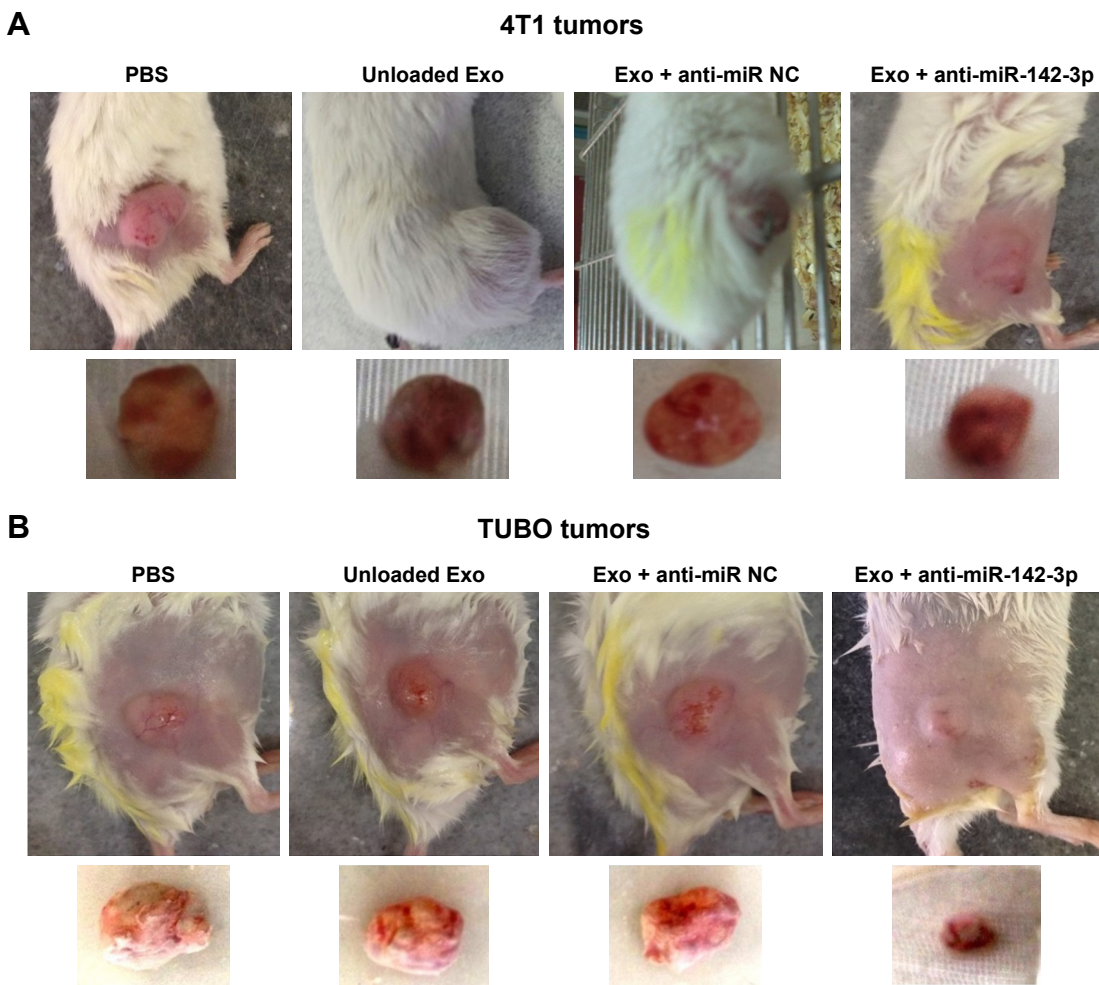 A
4T1 tumors
PBS
Unloaded Exo
Exo + anti-miR NC
Exo + anti-miR-142-3p
B
TUBO tumors
PBS
Unloaded Exo
Exo + anti-miR NC
Exo + anti-miR-142-3p